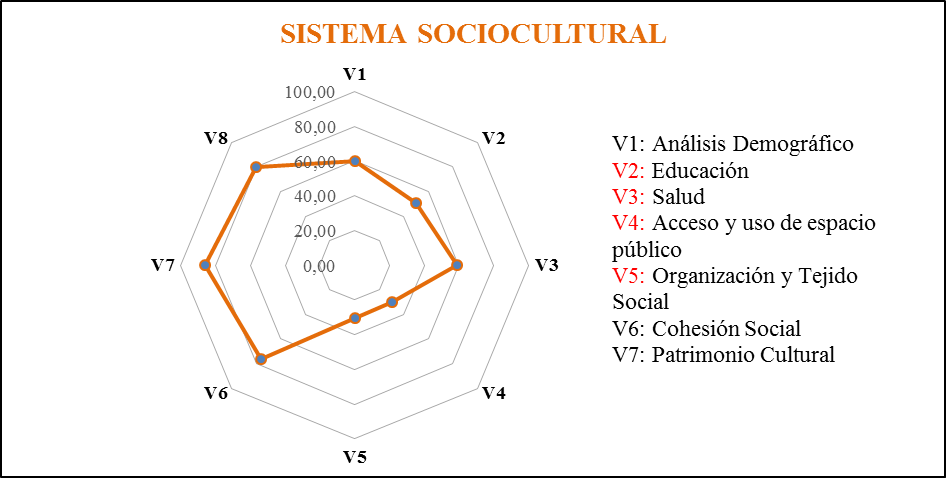 SISTEMA SOCIOCULTURAL
V1
100,00
80,00
60,00
40,00
20,00
0,00
V2
V3
V4
V5
V6
V7
V8
V1: Análisis Demográfico
V2: Educación
V3: Salud
V4: Acceso y uso de espacio
público
V5: Organización y Tejido
Social
V6: Cohesión Social
V7: Patrimonio Cultural